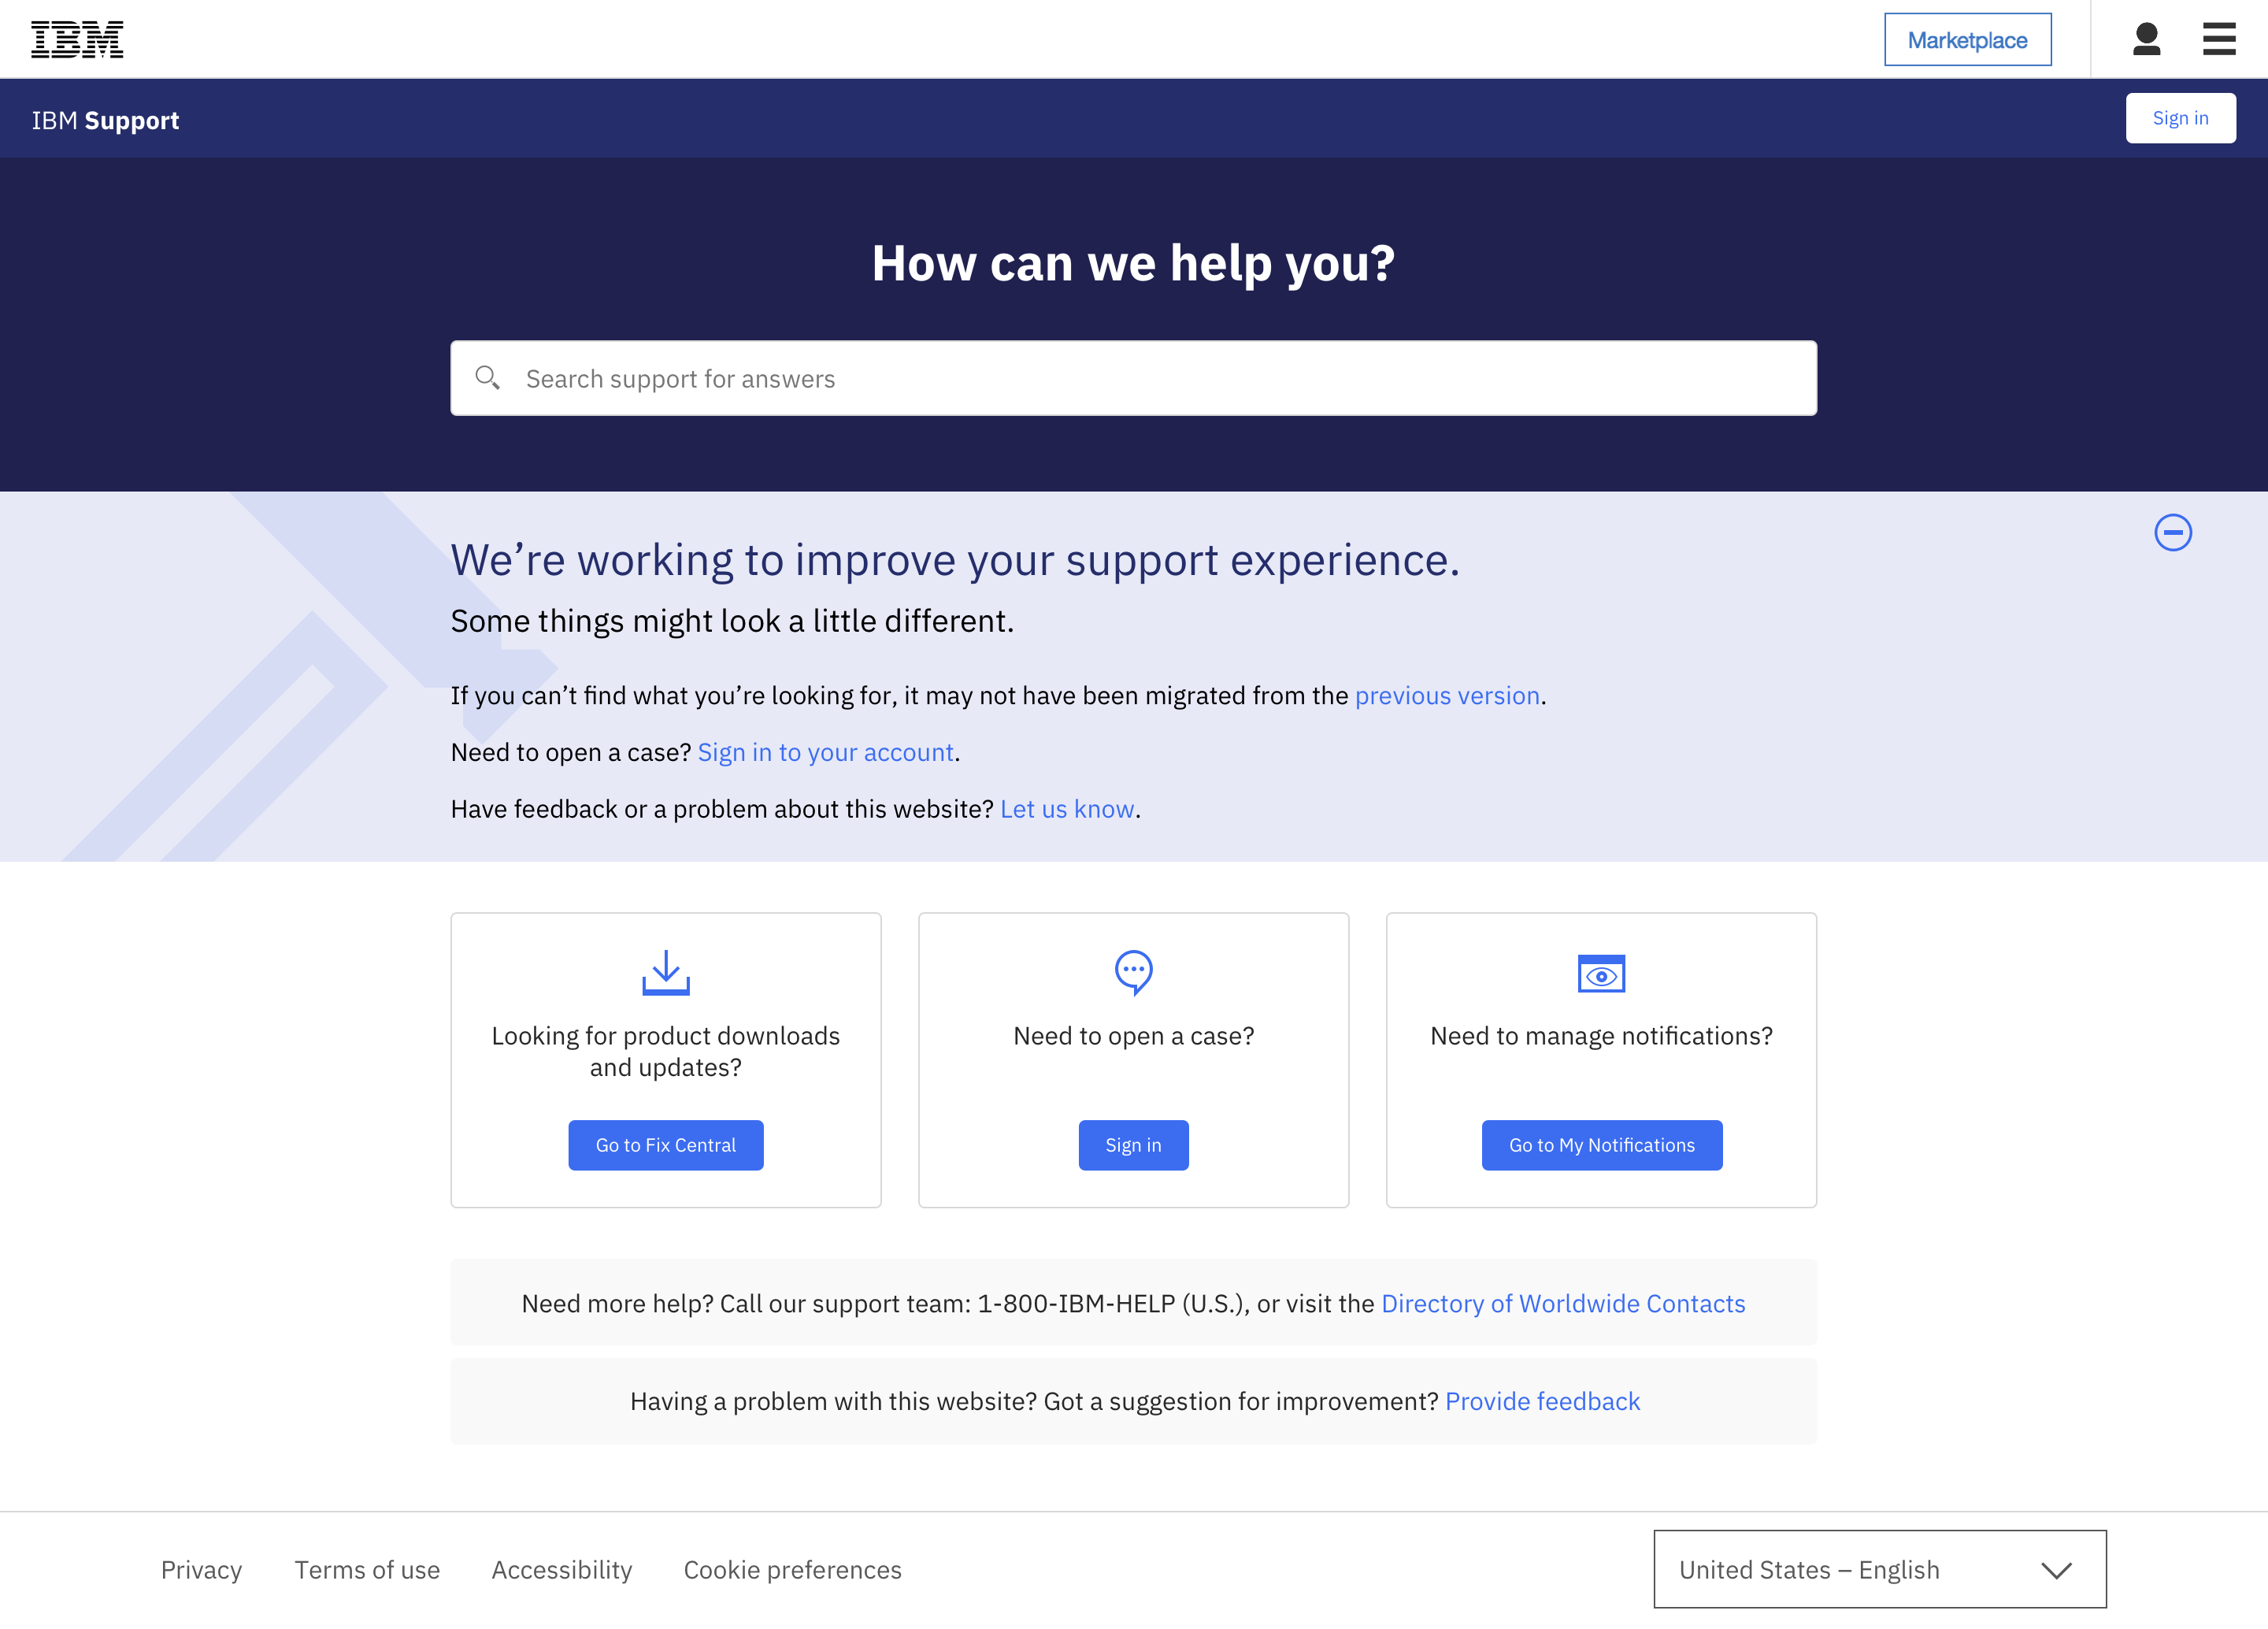 IBM
Marketplace
IBM Support
Sign in
How can we help you?
Search support for answers
We’re working to improve your support experience.
Some things might look a little different.
If you can’t find what you’re looking for, it may not have been migrated from the previous version.
Need to open a case? Sign in to your account.
Have feedback or a problem about this website? Let us know.
Looking for product downloads
and updates?
Go to Fix Central
Need to open a case?
Sign in
Need to manage notifications?
Go to My Notifications
Need more help? Call our support team: 1-800-IBM-HELP (U.S.), or visit the Directory of Worldwide Contacts
Having a problem with this website? Got a suggestion for improvement? Provide feedback
Privacy Terms of use Accessibility Cookie preferences
United States – English